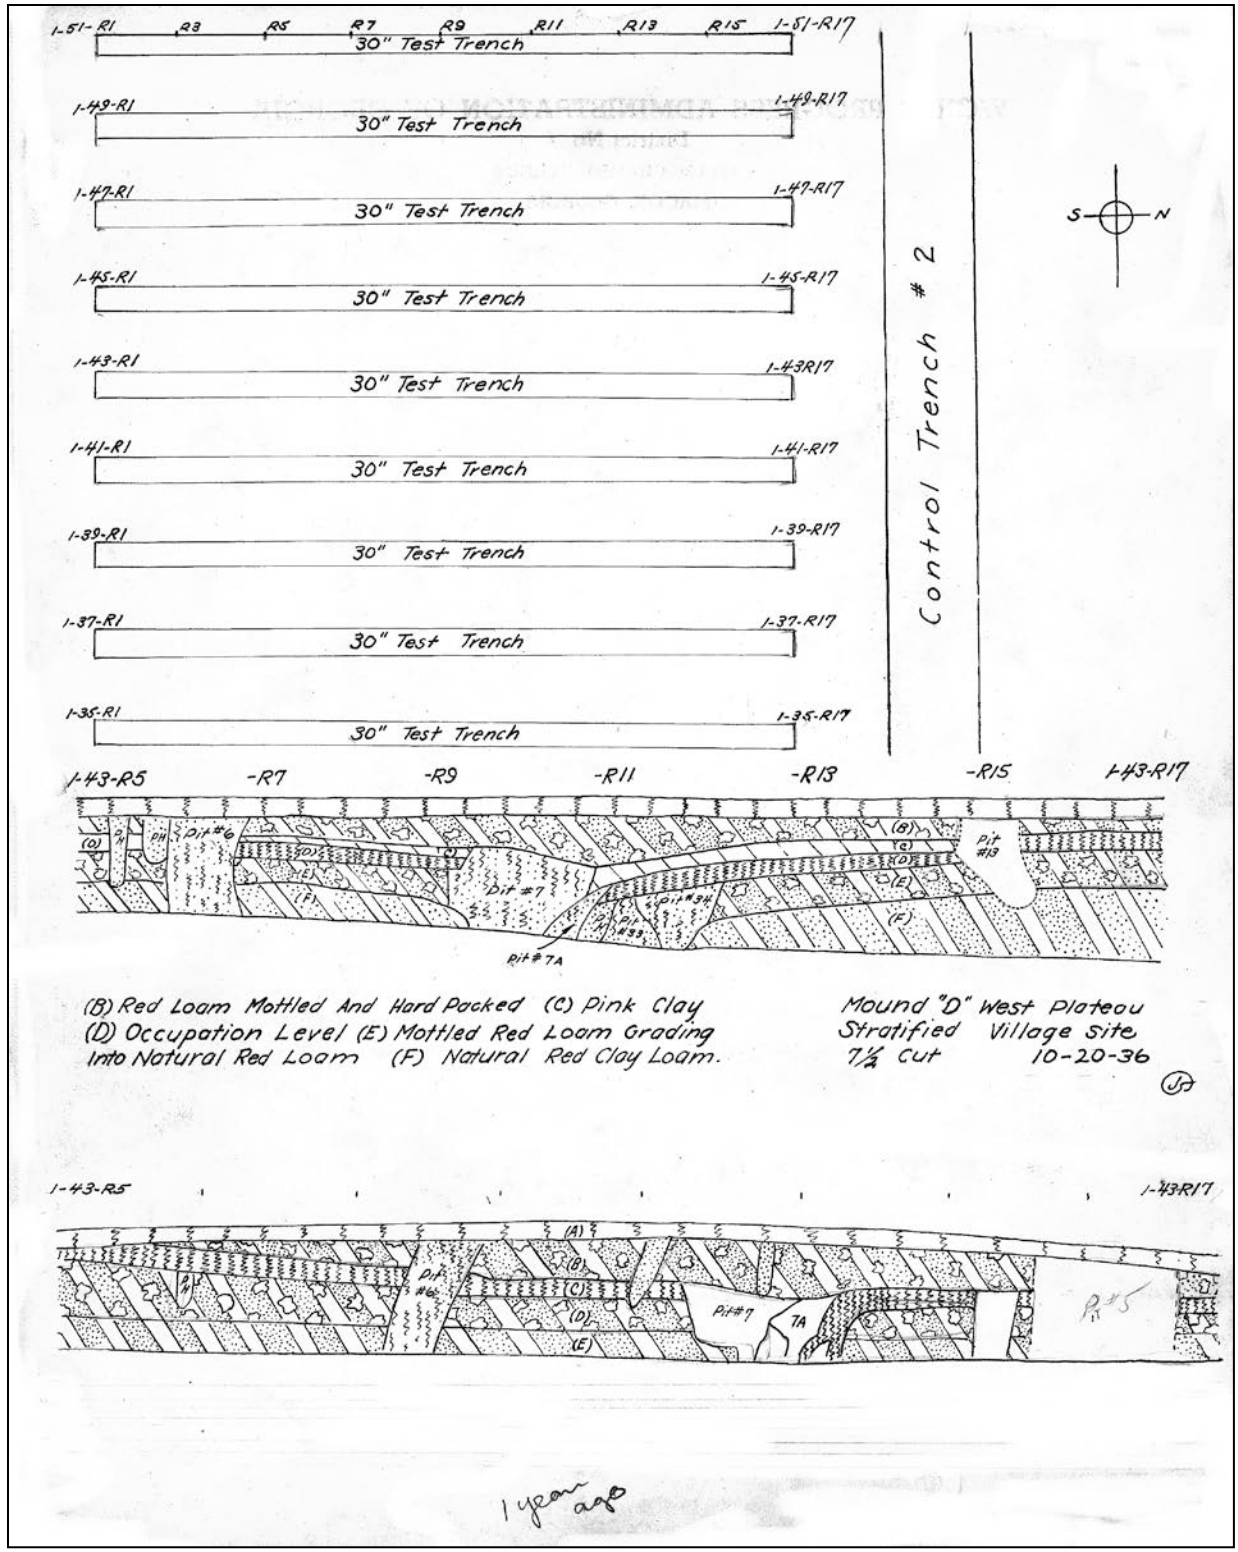 1-51-R1 R3 R5 R7 R9 R11 R13 R15 1-51-R17
30" Test Trench
1-49-R1 1-49-R17
30" Test Trench
1-47-R1 1-47-R17
30" Test Trench
S N
1-45-R1 1-45-R17
30" Test Trench
1-43-R1 1-43R17
30" Test Trench
1-41-R1 1-41-R17
30" Test Trench
1-39-R1 1-39-R17
30" Test Trench
1-37-R1 1-37-R17
30" Test Trench
1-35-R1 1-35-R17
30" Test Trench
Control Trench # 2
1-43-R5 -R7 -R9 -R11 -R13 -R15 1-43-R17
(D) PH PH Pit #6 (D) (E) (F) (C) Pit #7 PH Pit #33 Pit #34 (B) (C) (D) (E) (F) Pit #13
Pit # 7A
(B) Red Loam Mottled And Hard Packed (C) Pink Clay
(D) Occupation Level (E) Mottled Red Loam Grading
Into Natural Red Loam (F) Natural Red Clay Loam.
Mound "D" West Plateau
Stratified Village Site
7½ Cut 10-20-36
1-43-R5 1-43R17
(A)
PH Pit #6 (B) (C) (D) (E) Pit #7 7A Pit #5
1 year
ago